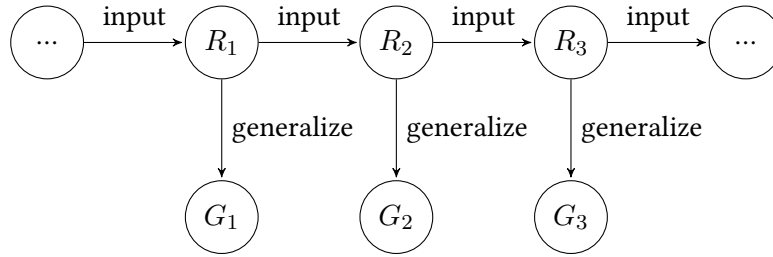 input input input input
... R₁ R₂ R₃ ...
generalize generalize generalize
G₁ G₂ G₃